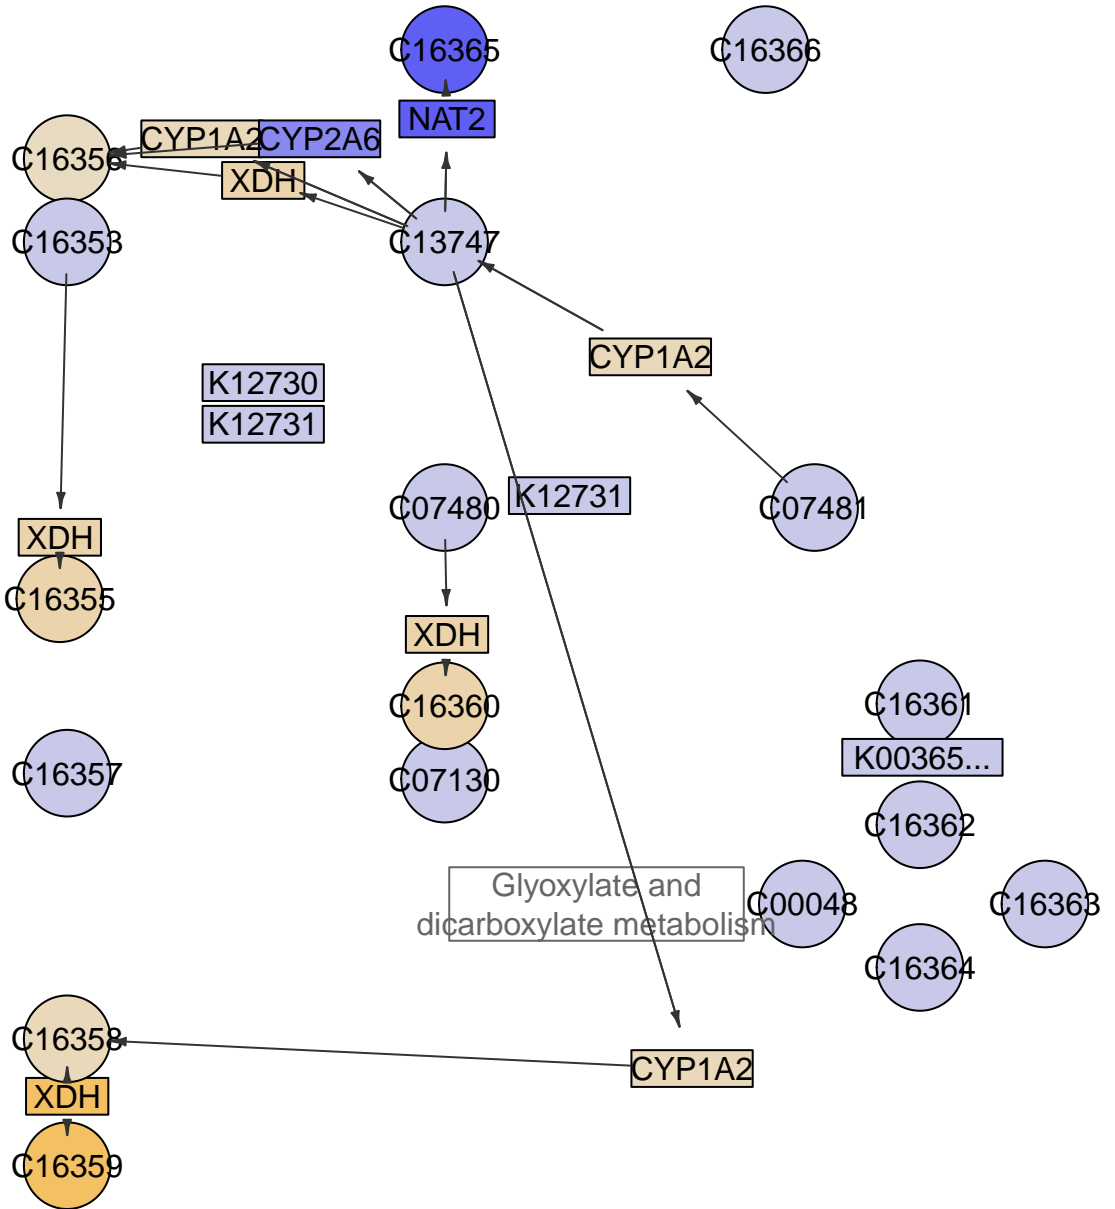 C16365
C16366
NAT2
CYP1A2
CYP2A6
C16356
XDH
C16353
C13747
CYP1A2
K12730
K12731
C07480
K12731
C07481
XDH
C16355
XDH
C16360
C16361
K00365...
C16357
C07130
C16362
Glyoxylate and
dicarboxylate metabolism
C00048
C16363
C16364
C16358
CYP1A2
XDH
C16359